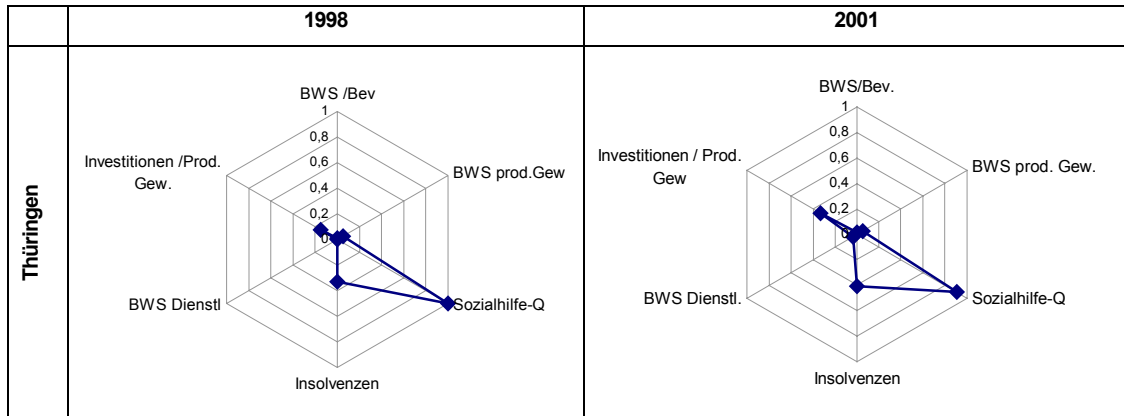 1998
2001
Thüringen
BWS /Bev
1
0,8
0,6
0,4
0,2
0
BWS prod.Gew
Sozialhilfe-Q
Insolvenzen
BWS Dienstl
Investitionen /Prod.
Gew.
BWS/Bev.
1
0,8
0,6
0,4
0,2
0
BWS prod. Gew.
Sozialhilfe-Q
Insolvenzen
BWS Dienstl.
Investitionen / Prod.
Gew